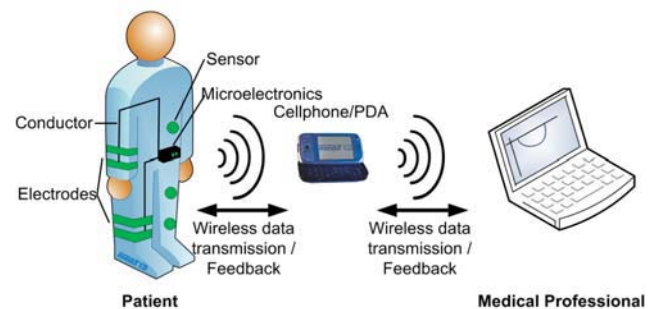 Sensor
Microelectronics
Cellphone/PDA
Conductor
Electrodes
Wireless data
transmission /
Feedback
Wireless data
transmission /
Feedback
Patient
Medical Professional